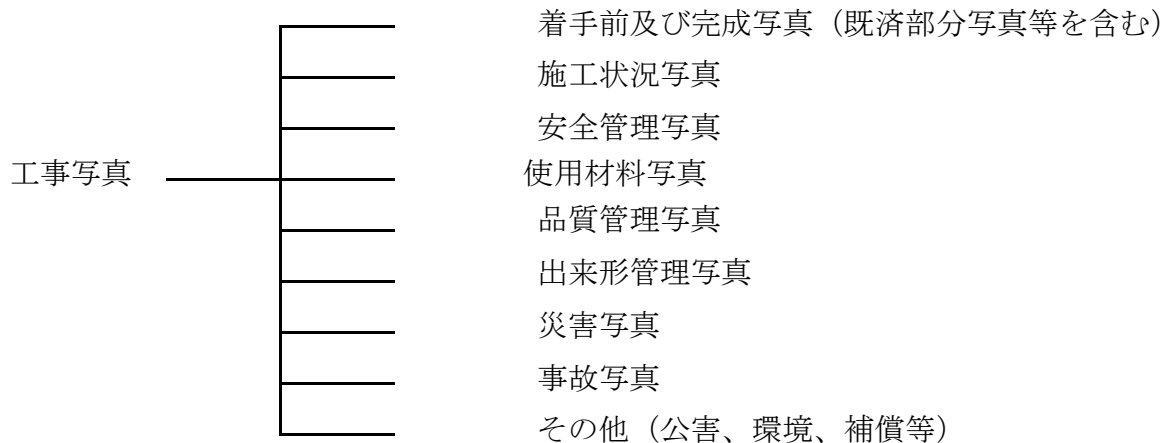 着手前及び完成写真（既済部分写真等を含む）
施工状況写真
安全管理写真
工事写真
使用材料写真
品質管理写真
出来形管理写真
災害写真
事故写真
その他（公害、環境、補償等）